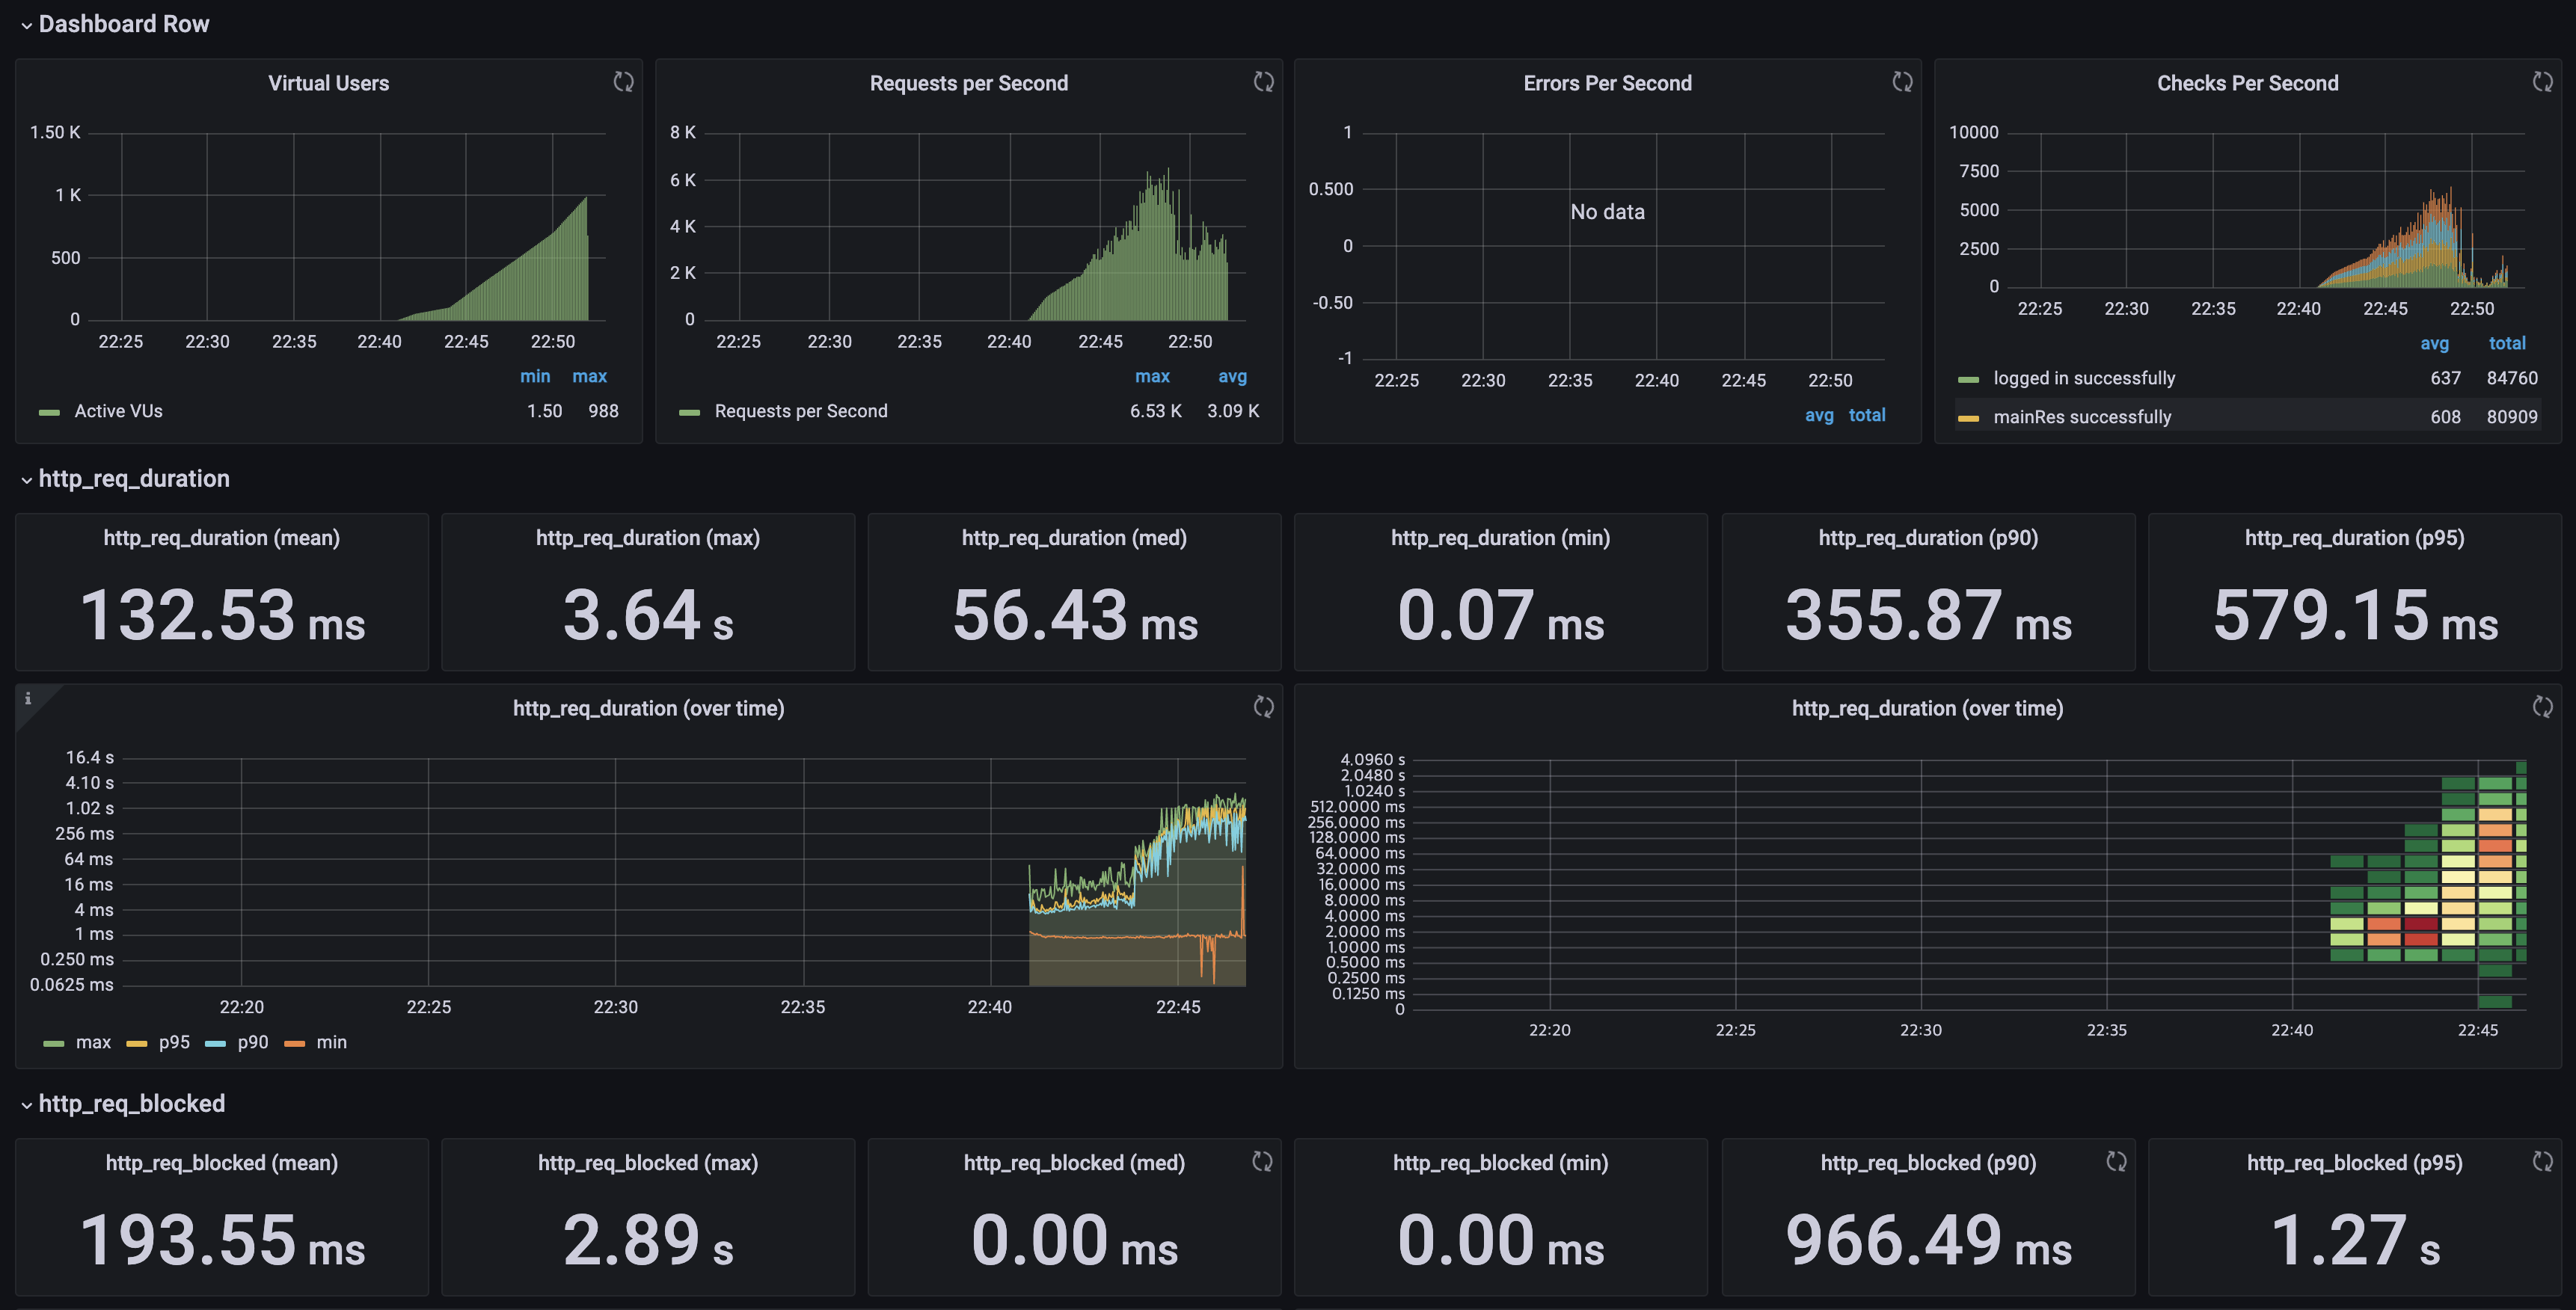 Dashboard Row
Virtual Users
1.50 K
1 K
500
0
22:25 22:30 22:35 22:40 22:45 22:50
min max
Active VUs 1.50 988
Requests per Second
8 K
6 K
4 K
2 K
0
22:25 22:30 22:35 22:40 22:45 22:50
max avg
Requests per Second 6.53 K 3.09 K
Errors Per Second
1
0.500
0
-0.50
-1
No data
22:25 22:30 22:35 22:40 22:45 22:50
avg total
Checks Per Second
10000
7500
5000
2500
0
22:25 22:30 22:35 22:40 22:45 22:50
avg total
logged in successfully 637 84760
mainRes successfully 608 80909
http_req_duration
http_req_duration (mean)
132.53 ms
http_req_duration (max)
3.64 s
http_req_duration (med)
56.43 ms
http_req_duration (min)
0.07 ms
http_req_duration (p90)
355.87 ms
http_req_duration (p95)
579.15 ms
i
http_req_duration (over time)
16.4 s
4.10 s
1.02 s
256 ms
64 ms
16 ms
4 ms
1 ms
0.250 ms
0.0625 ms
22:20 22:25 22:30 22:35 22:40 22:45
max p95 p90 min
http_req_duration (over time)
4.0960 s
2.0480 s
1.0240 s
512.0000 ms
256.0000 ms
128.0000 ms
64.0000 ms
32.0000 ms
16.0000 ms
8.0000 ms
4.0000 ms
2.0000 ms
1.0000 ms
0.5000 ms
0.2500 ms
0.1250 ms
0
22:20 22:25 22:30 22:35 22:40 22:45
http_req_blocked
http_req_blocked (mean)
193.55 ms
http_req_blocked (max)
2.89 s
http_req_blocked (med)
0.00 ms
http_req_blocked (min)
0.00 ms
http_req_blocked (p90)
966.49 ms
http_req_blocked (p95)
1.27 s